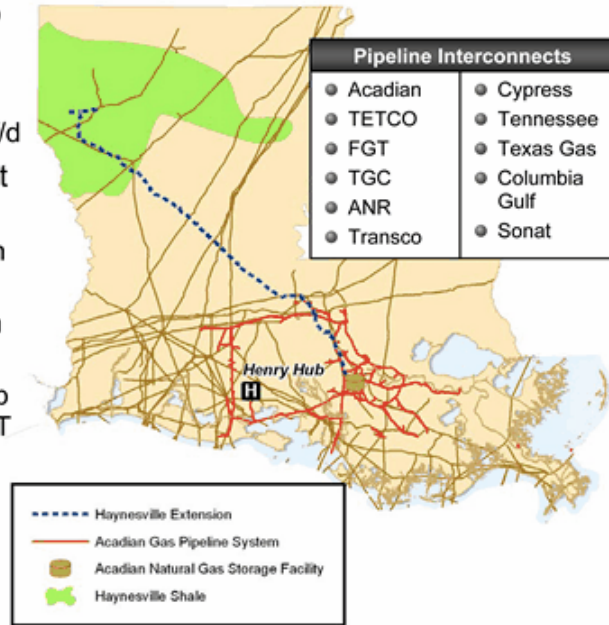 /d
t
Pipeline Interconnects
Acadian
TETCO
FGT
TGC
ANR
Transco
Cypress
Tennessee
Texas Gas
Columbia
Gulf
Sonat
Henry Hub
H
T
Haynesville Extension
Acadian Gas Pipeline System
Acadian Natural Gas Storage Facility
Haynesville Shale